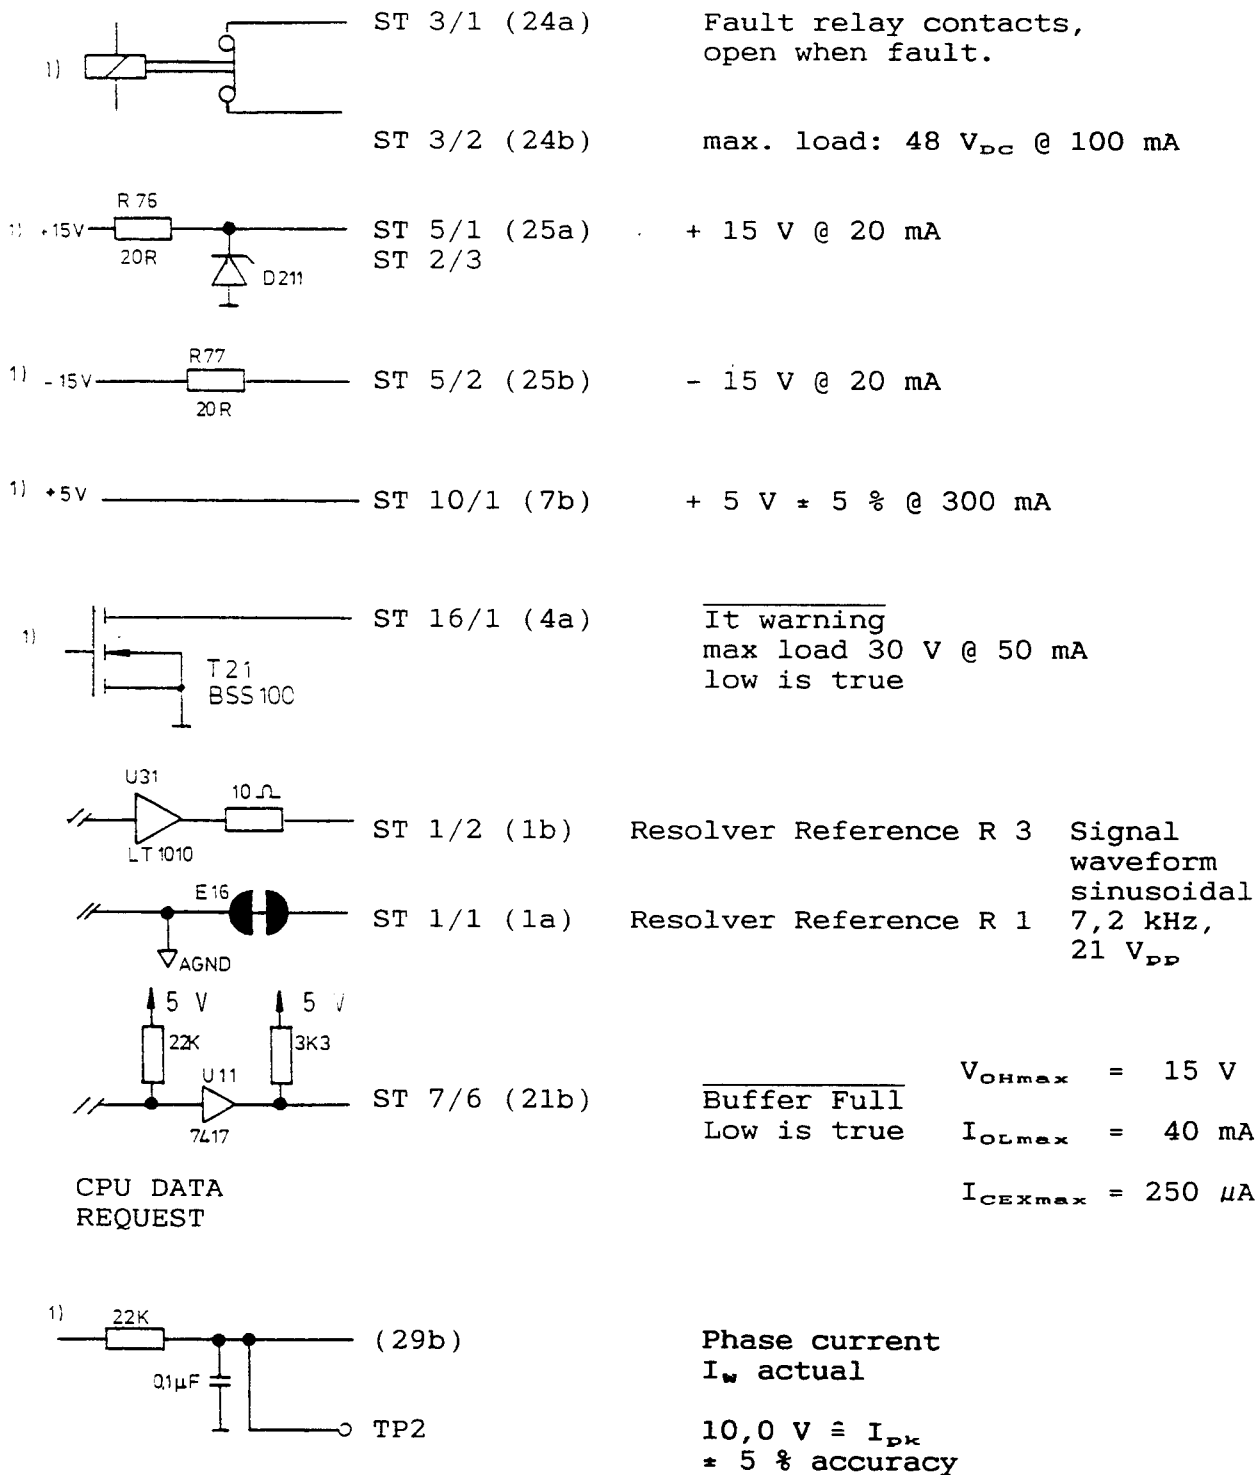 ST 3/1 (24a) Fault relay contacts,
open when fault.
1)
ST 3/2 (24b) max. load: 48 VDC @ 100 mA
R 76
1) +15V ST 5/1 (25a) + 15 V @ 20 mA
20R D211 ST 2/3
R77
1) -15V ST 5/2 (25b) - 15 V @ 20 mA
20R
1) +5V ST 10/1 (7b) + 5 V ± 5 % @ 300 mA
ST 16/1 (4a) It warning
1) max load 30 V @ 50 mA
T21 low is true
BSS100
U31 10 Ω
ST 1/2 (1b) Resolver Reference R 3 Signal
LT1010 waveform
E16 sinusoidal
ST 1/1 (1a) Resolver Reference R 1 7,2 kHz,
AGND 21 Vpp
5 V 5 V
22K 3K3
U11 VOHmax = 15 V
ST 7/6 (21b) Buffer Full
7417 Low is true IOLmax = 40 mA
CPU DATA ICEXmax = 250 µA
REQUEST
1) 22K
(29b) Phase current
Iw actual
0,1µF
TP2 10,0 V ≙ Ipk
± 5 % accuracy